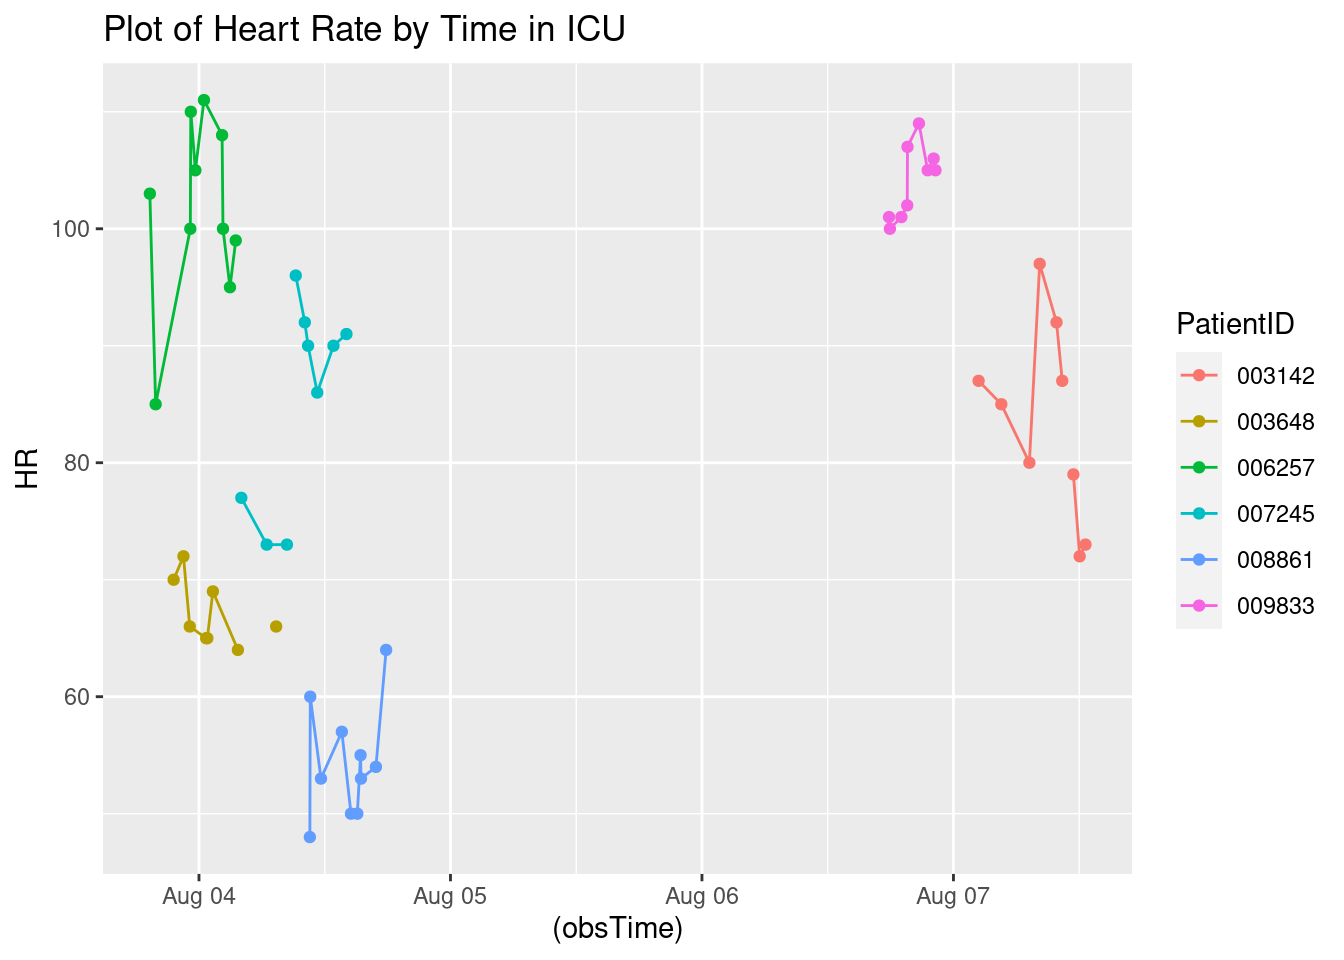 Plot of Heart Rate by Time in ICU
HR
100
80
60
Aug 04
Aug 05
Aug 06
Aug 07
(obsTime)
PatientID
003142
003648
006257
007245
008861
009833